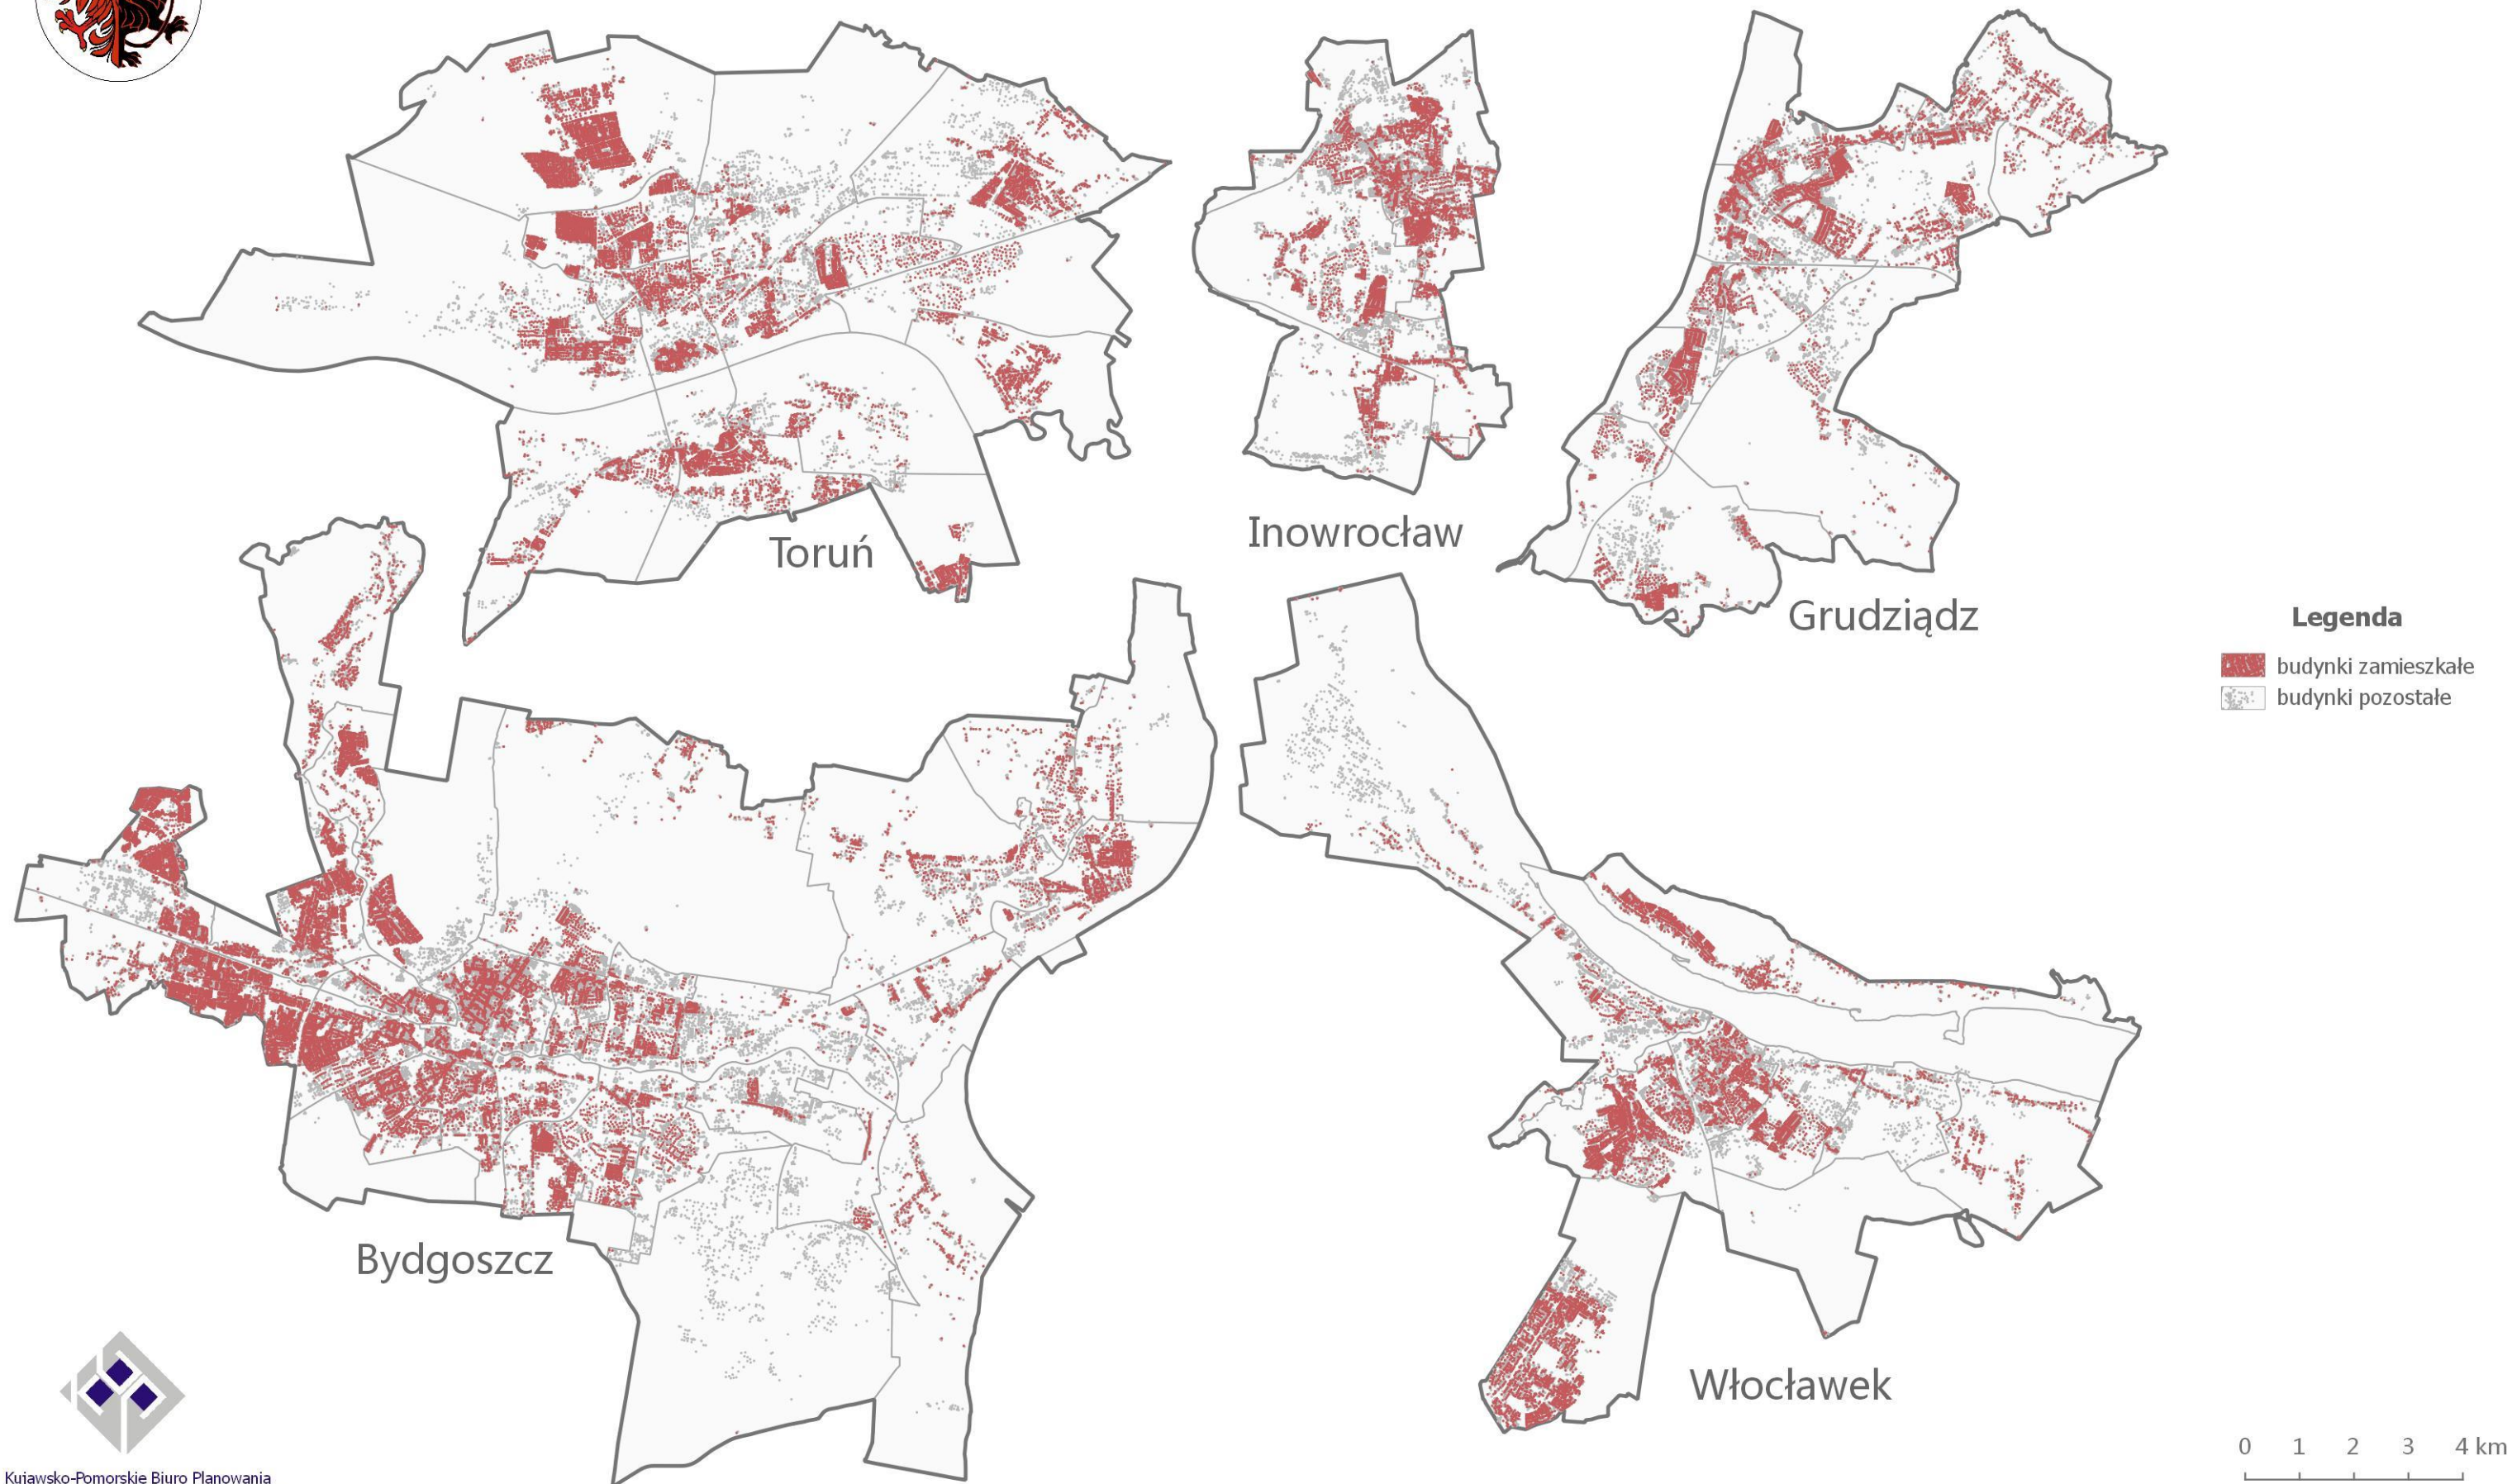 Toruń
Inowrocław
Grudziądz
Legenda
budynki zamieszkałe
budynki pozostałe
Bydgoszcz
Włocławek
0 1 2 3 4 km
Kujawsko-Pomorskie Biuro Planowania